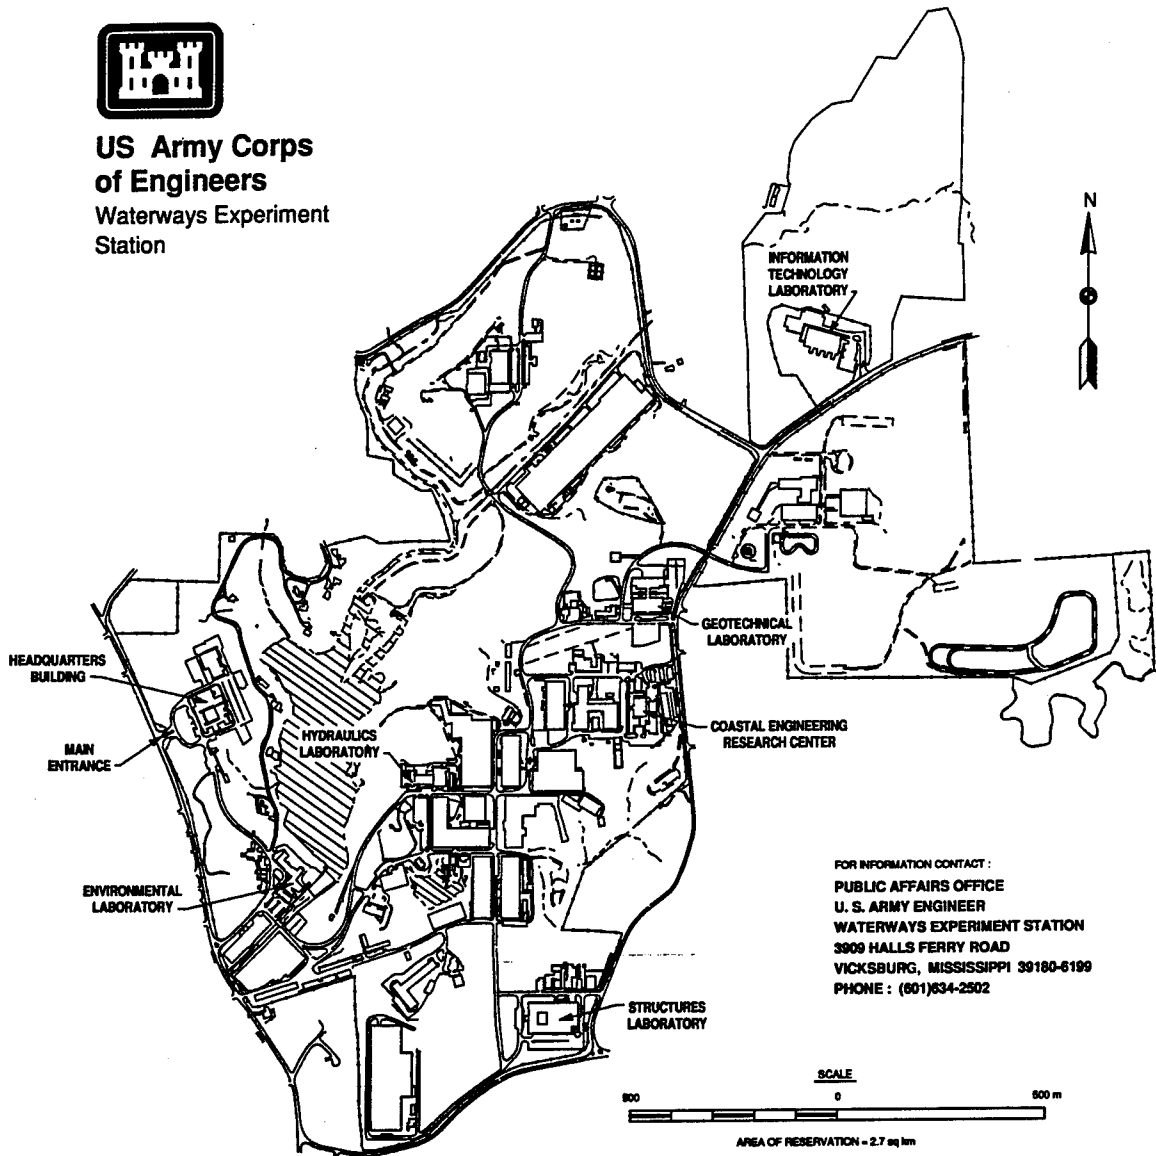 US Army Corps
of Engineers
Waterways Experiment
Station
N
INFORMATION
TECHNOLOGY
LABORATORY
GEOTECHNICAL
LABORATORY
HEADQUARTERS
BUILDING
MAIN
ENTRANCE
HYDRAULICS
LABORATORY
COASTAL ENGINEERING
RESEARCH CENTER
ENVIRONMENTAL
LABORATORY
STRUCTURES
LABORATORY
FOR INFORMATION CONTACT :
PUBLIC AFFAIRS OFFICE
U. S. ARMY ENGINEER
WATERWAYS EXPERIMENT STATION
3909 HALLS FERRY ROAD
VICKSBURG, MISSISSIPPI 39180-6199
PHONE : (601)634-2502
SCALE
500 0 500 m
AREA OF RESERVATION = 2.7 sq km